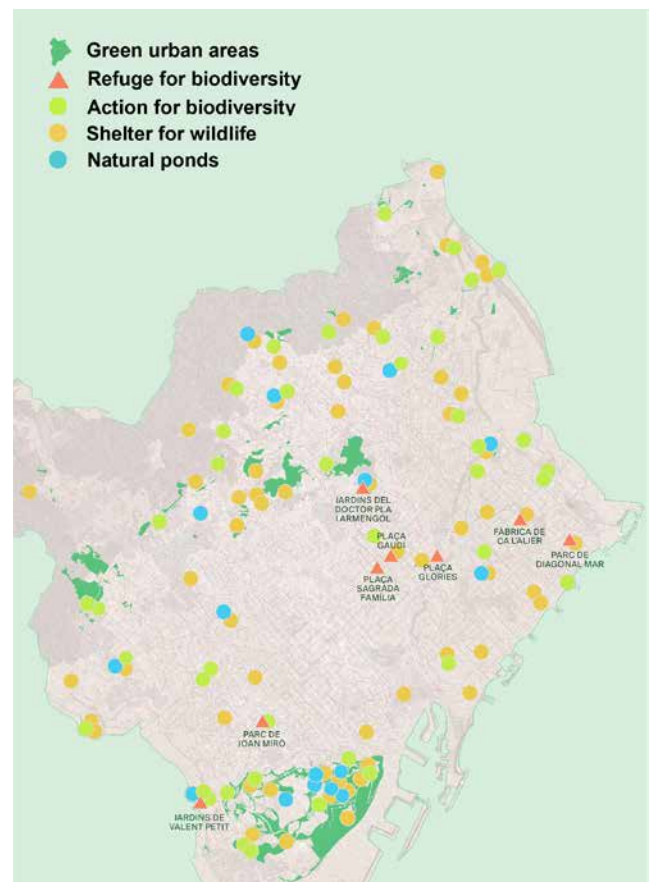 Green urban areas
Refuge for biodiversity
Action for biodiversity
Shelter for wildlife
Natural ponds
JARDINS DEL
DOCTOR PLA
I ARMENGOL
FÀBRICA DE
CA L'ALIER
PLAÇA
GAUDÍ
PARC DE
DIAGONAL MAR
PLAÇA
GLÒRIES
PLAÇA
SAGRADA
FAMÍLIA
PARC DE
JOAN MIRÓ
JARDINS DE
VALENT PETIT